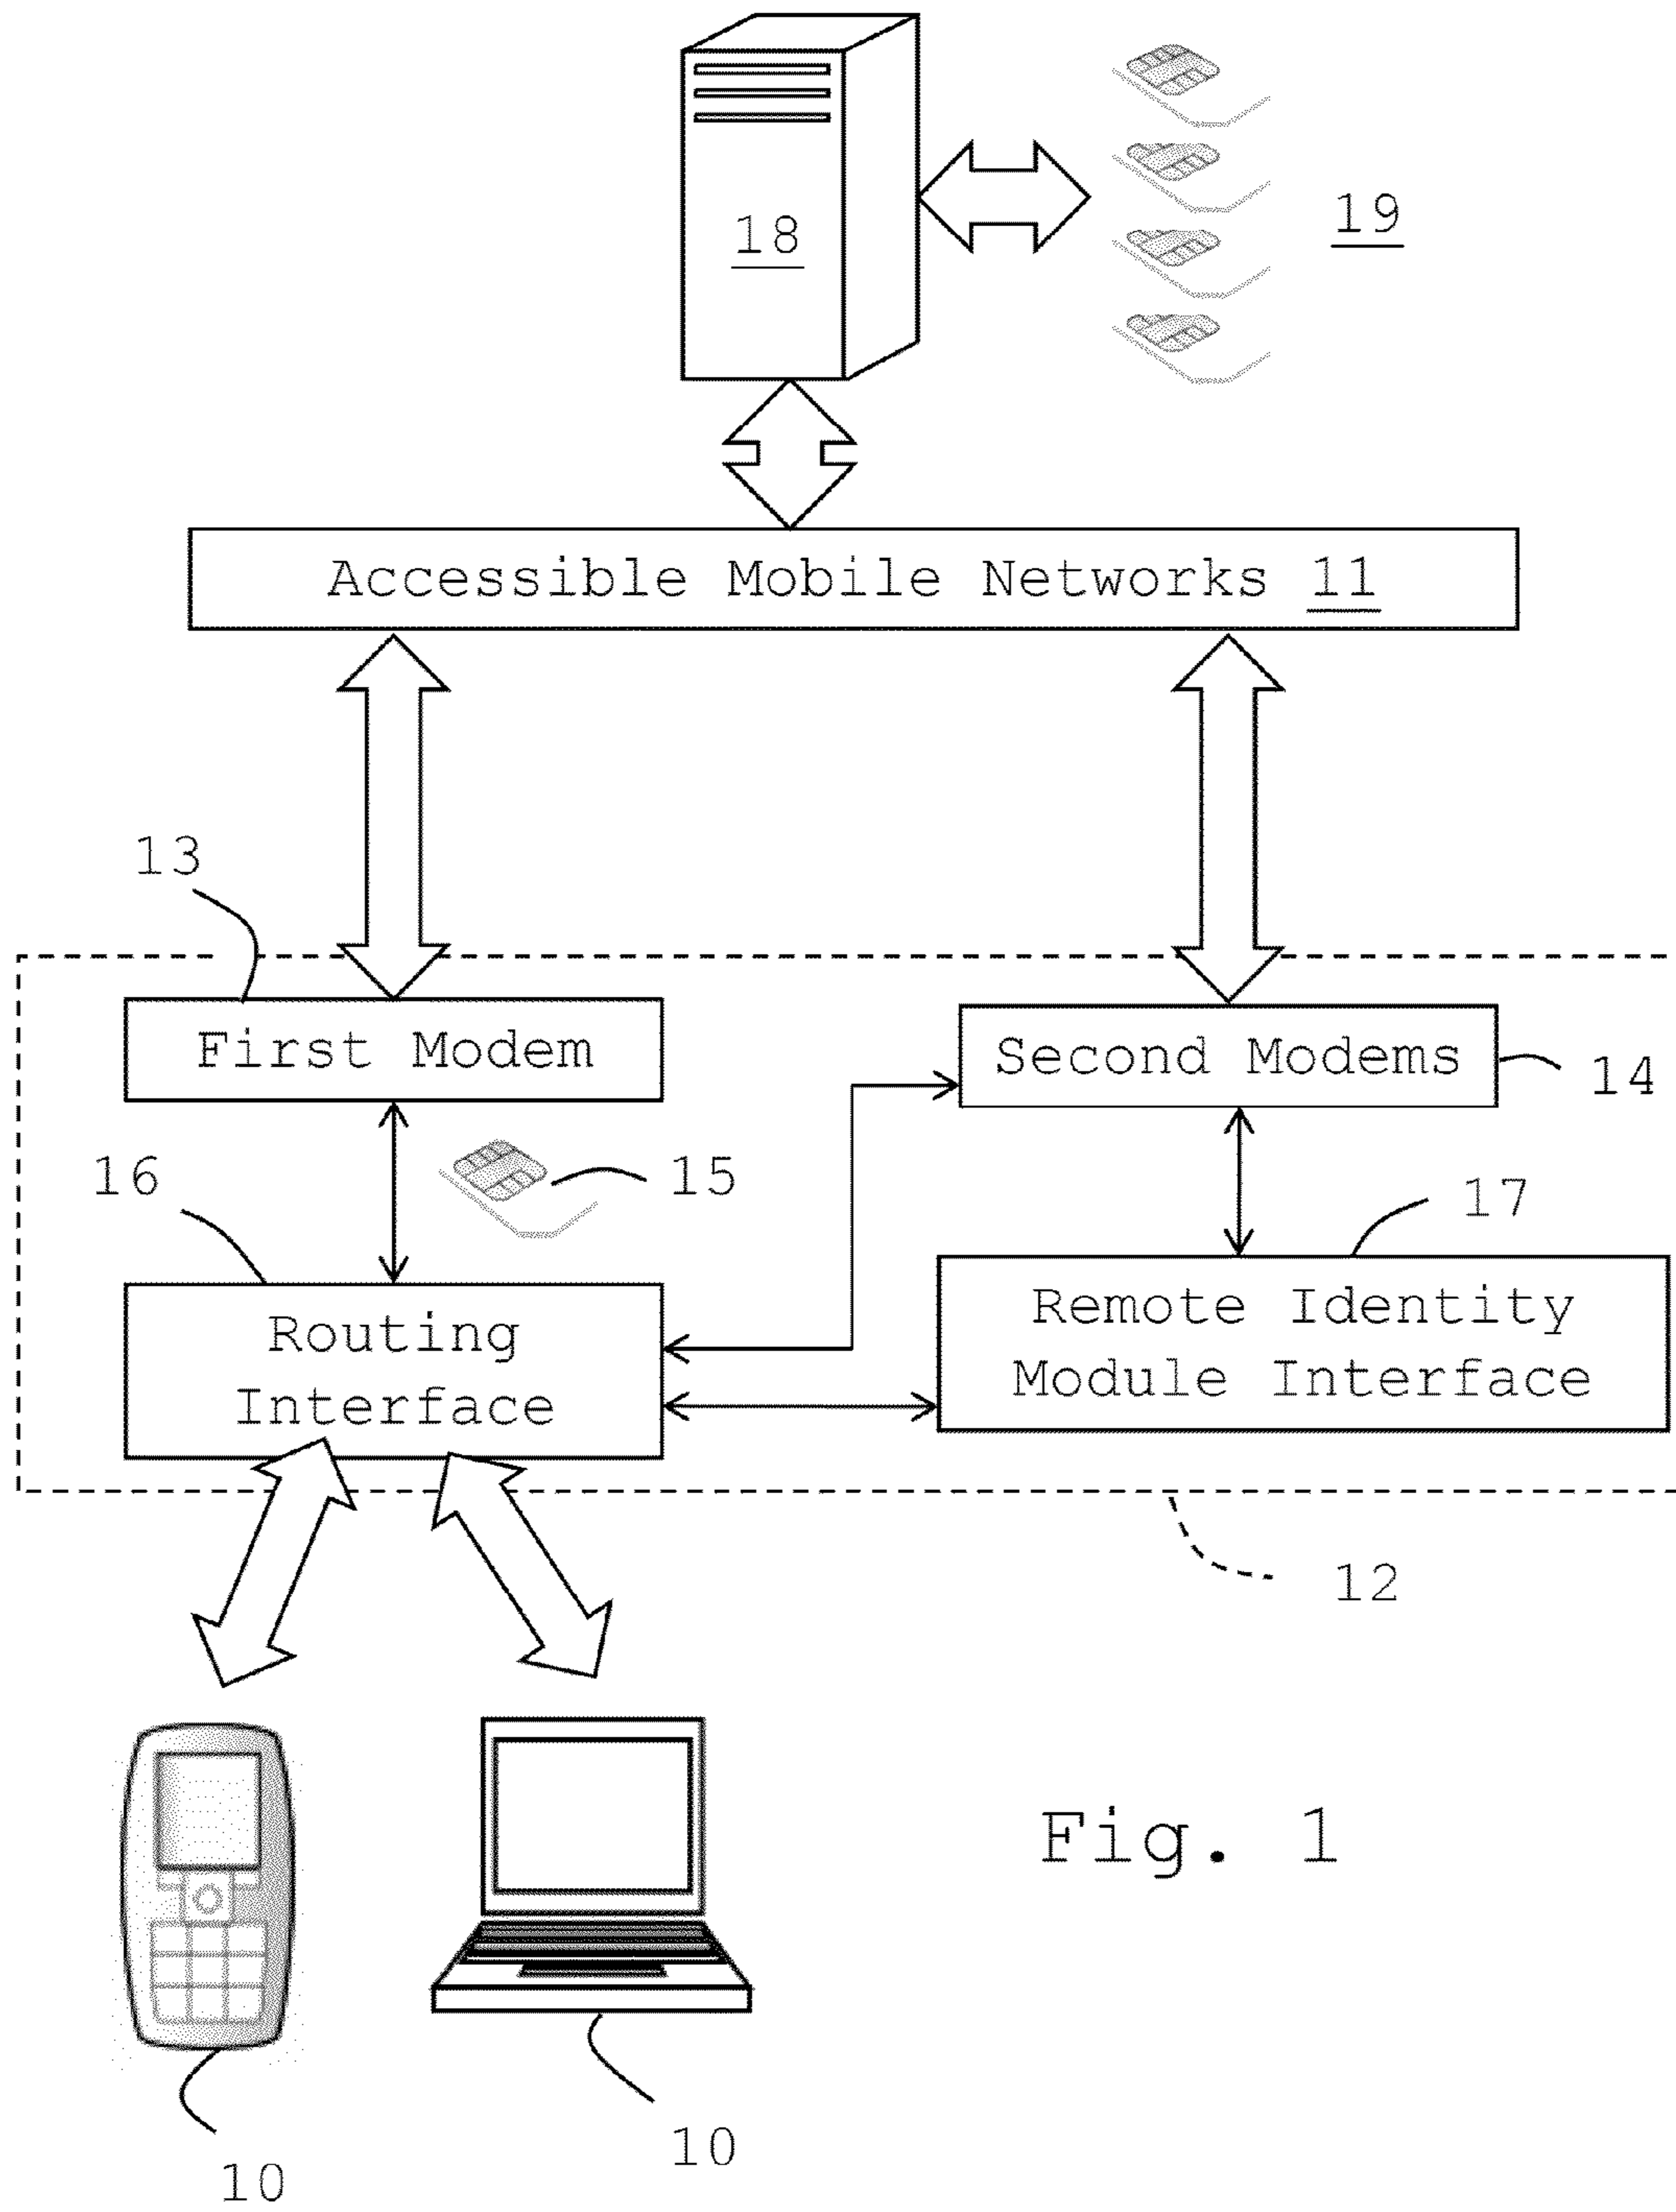 18
19
Accessible Mobile Networks 11
13
First Modem
Second Modems
14
16
15
17
Routing
Interface
Remote Identity
Module Interface
12
Fig. 1
10
10